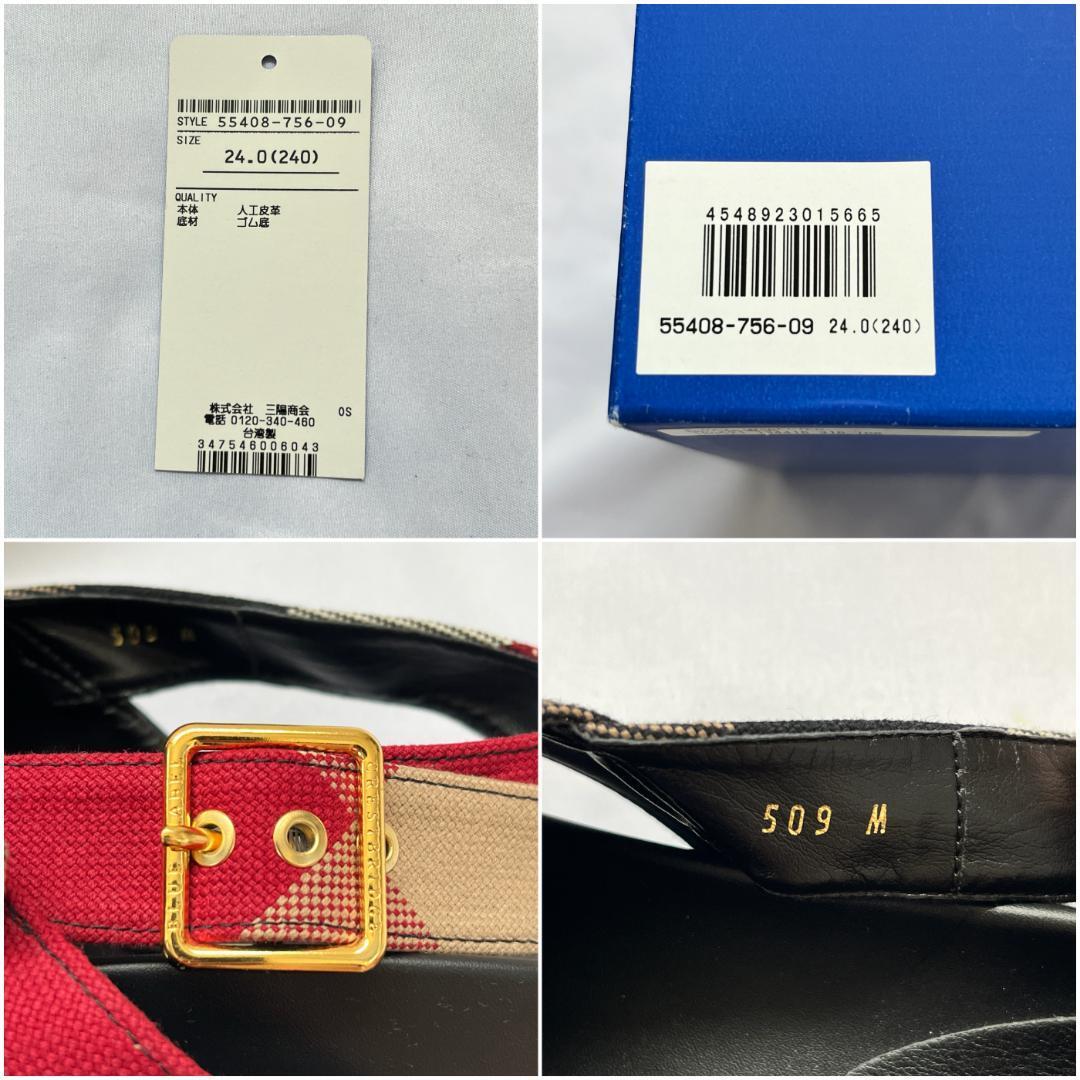 STYLE 55408-756-09
SIZE
24.0(240)
QUALITY
本体 人工皮革
底材 ゴム底
株式会社 三陽商会 OS
電話 0120-340-460
台湾製
347546006043
4548923015665
55408-756-09 24.0(240)
509 M
CRESTBRIDGE
509 M